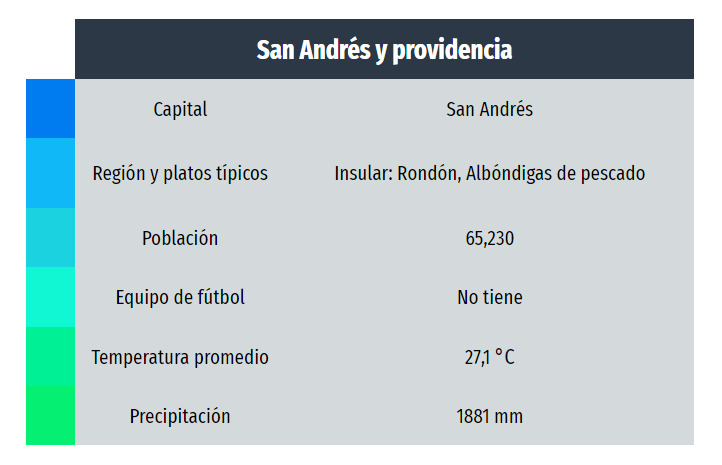 San Andrés y providencia
Capital San Andrés
Región y platos típicos Insular: Rondón, Albóndigas de pescado
Población 65,230
Equipo de fútbol No tiene
Temperatura promedio 27,1 °C
Precipitación 1881 mm